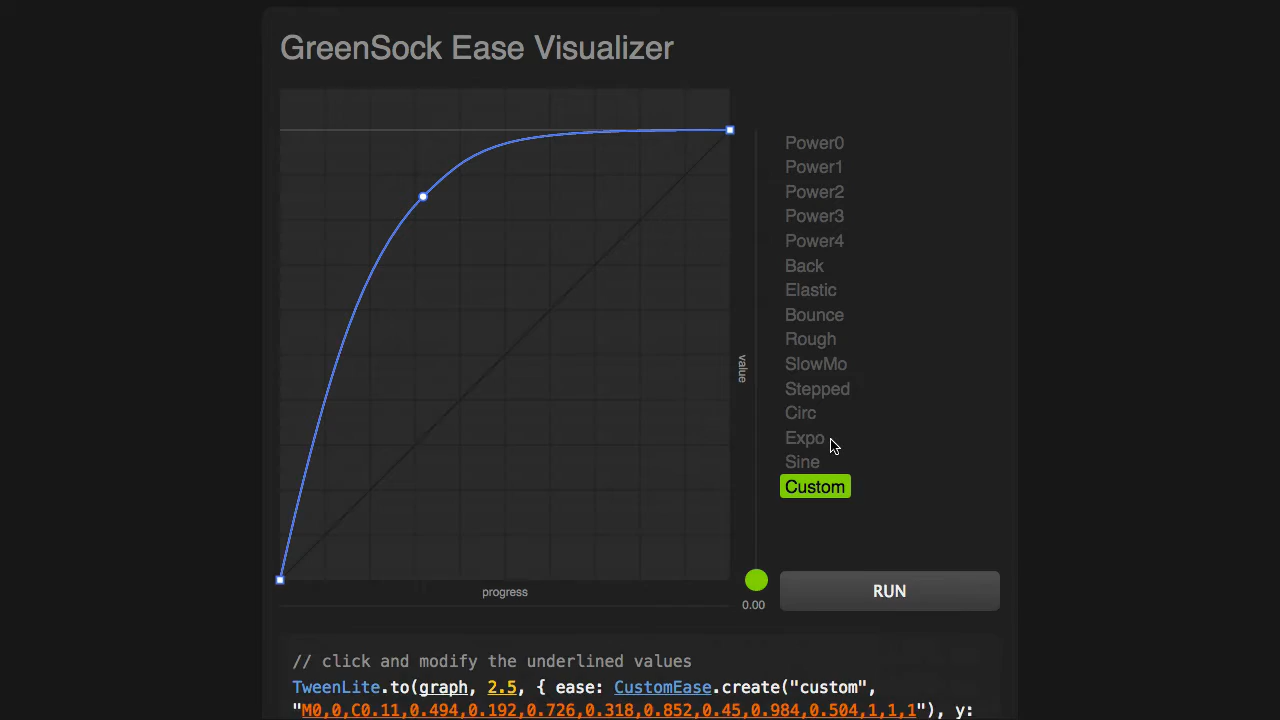 GreenSock Ease Visualizer
Power0
Power1
Power2
Power3
Power4
Back
Elastic
Bounce
Rough
SlowMo
Stepped
Circ
Expo
Sine
Custom
value
progress
0.00
RUN
// click and modify the underlined values
TweenLite.to(graph, 2.5, { ease: CustomEase.create("custom",
"M0,0,C0.11,0.494,0.192,0.726,0.318,0.852,0.45,0.984,0.504,1,1,1"), y: